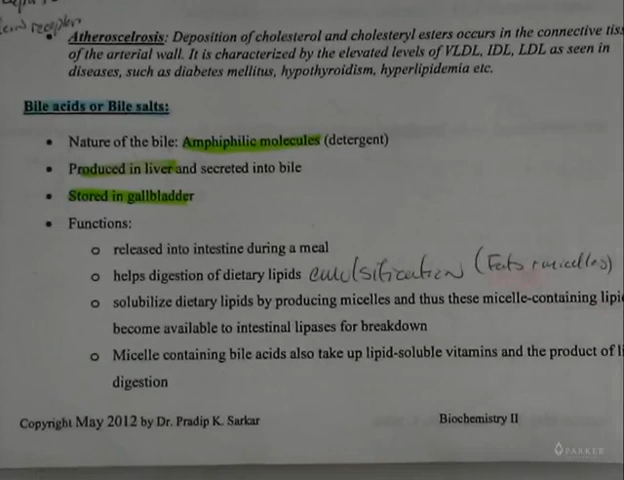 Atheroscelrosis: Deposition of cholesterol and cholesteryl esters occurs in the connective tiss
of the arterial wall. It is characterized by the elevated levels of VLDL, IDL, LDL as seen in
diseases, such as diabetes mellitus, hypothyroidism, hyperlipidemia etc.
Bile acids or Bile salts:
• Nature of the bile: Amphiphilic molecules (detergent)
• Produced in liver and secreted into bile
• Stored in gallbladder
• Functions:
o released into intestine during a meal
o helps digestion of dietary lipids emulsification (Fats micelles)
o solubilize dietary lipids by producing micelles and thus these micelle-containing lipi
become available to intestinal lipases for breakdown
o Micelle containing bile acids also take up lipid-soluble vitamins and the product of li
digestion
Copyright May 2012 by Dr. Pradip K. Sarkar Biochemistry II
PARKER